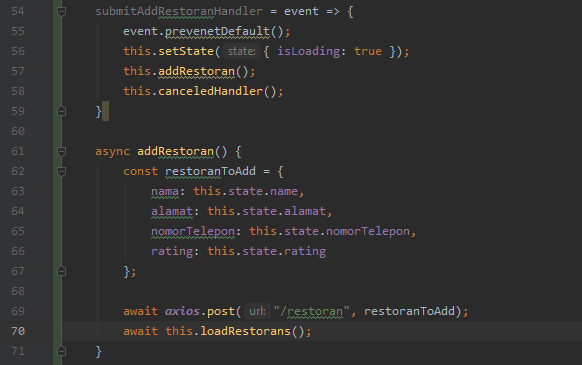 54 submitAddRestoranHandler = event => {
55 event.prevenetDefault();
56 this.setState( state: { isLoading: true });
57 this.addRestoran();
58 this.canceledHandler();
59 }
60
61 async addRestoran() {
62 const restoranToAdd = {
63 nama: this.state.name,
64 alamat: this.state.alamat,
65 nomorTelepon: this.state.nomorTelepon,
66 rating: this.state.rating
67 };
68
69 await axios.post( url: "/restoran", restoranToAdd);
70 await this.loadRestorans();
71 }